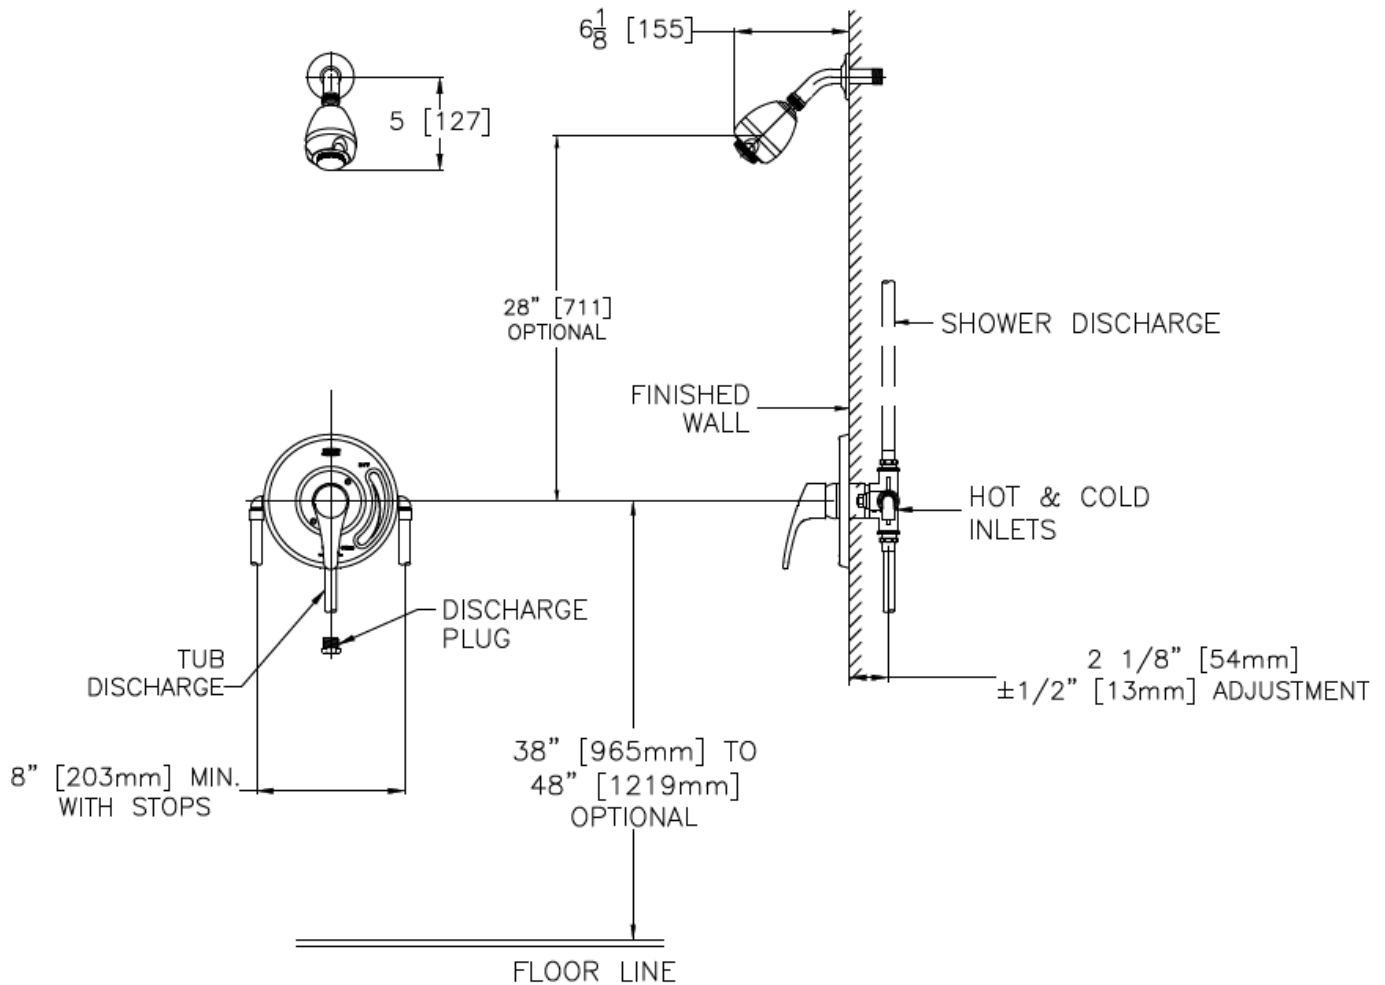 6 1/8 [155]
5 [127]
28" [711]
OPTIONAL
SHOWER DISCHARGE
FINISHED
WALL
HOT & COLD
INLETS
DISCHARGE
PLUG
TUB
DISCHARGE
2 1/8" [54mm]
±1/2" [13mm] ADJUSTMENT
38" [965mm] TO
48" [1219mm]
OPTIONAL
8" [203mm] MIN.
WITH STOPS
FLOOR LINE